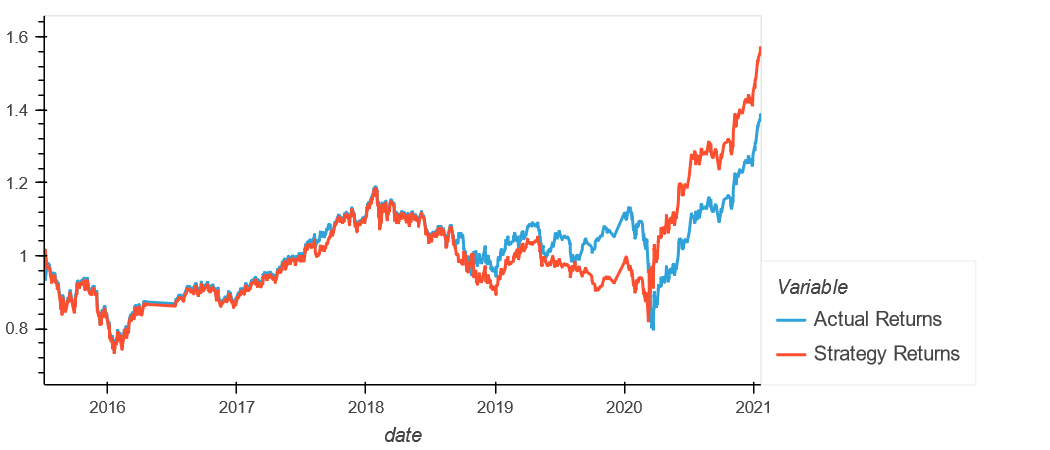 1.6
1.4
1.2
1
0.8
2016 2017 2018 2019 2020 2021
date
Variable
Actual Returns
Strategy Returns